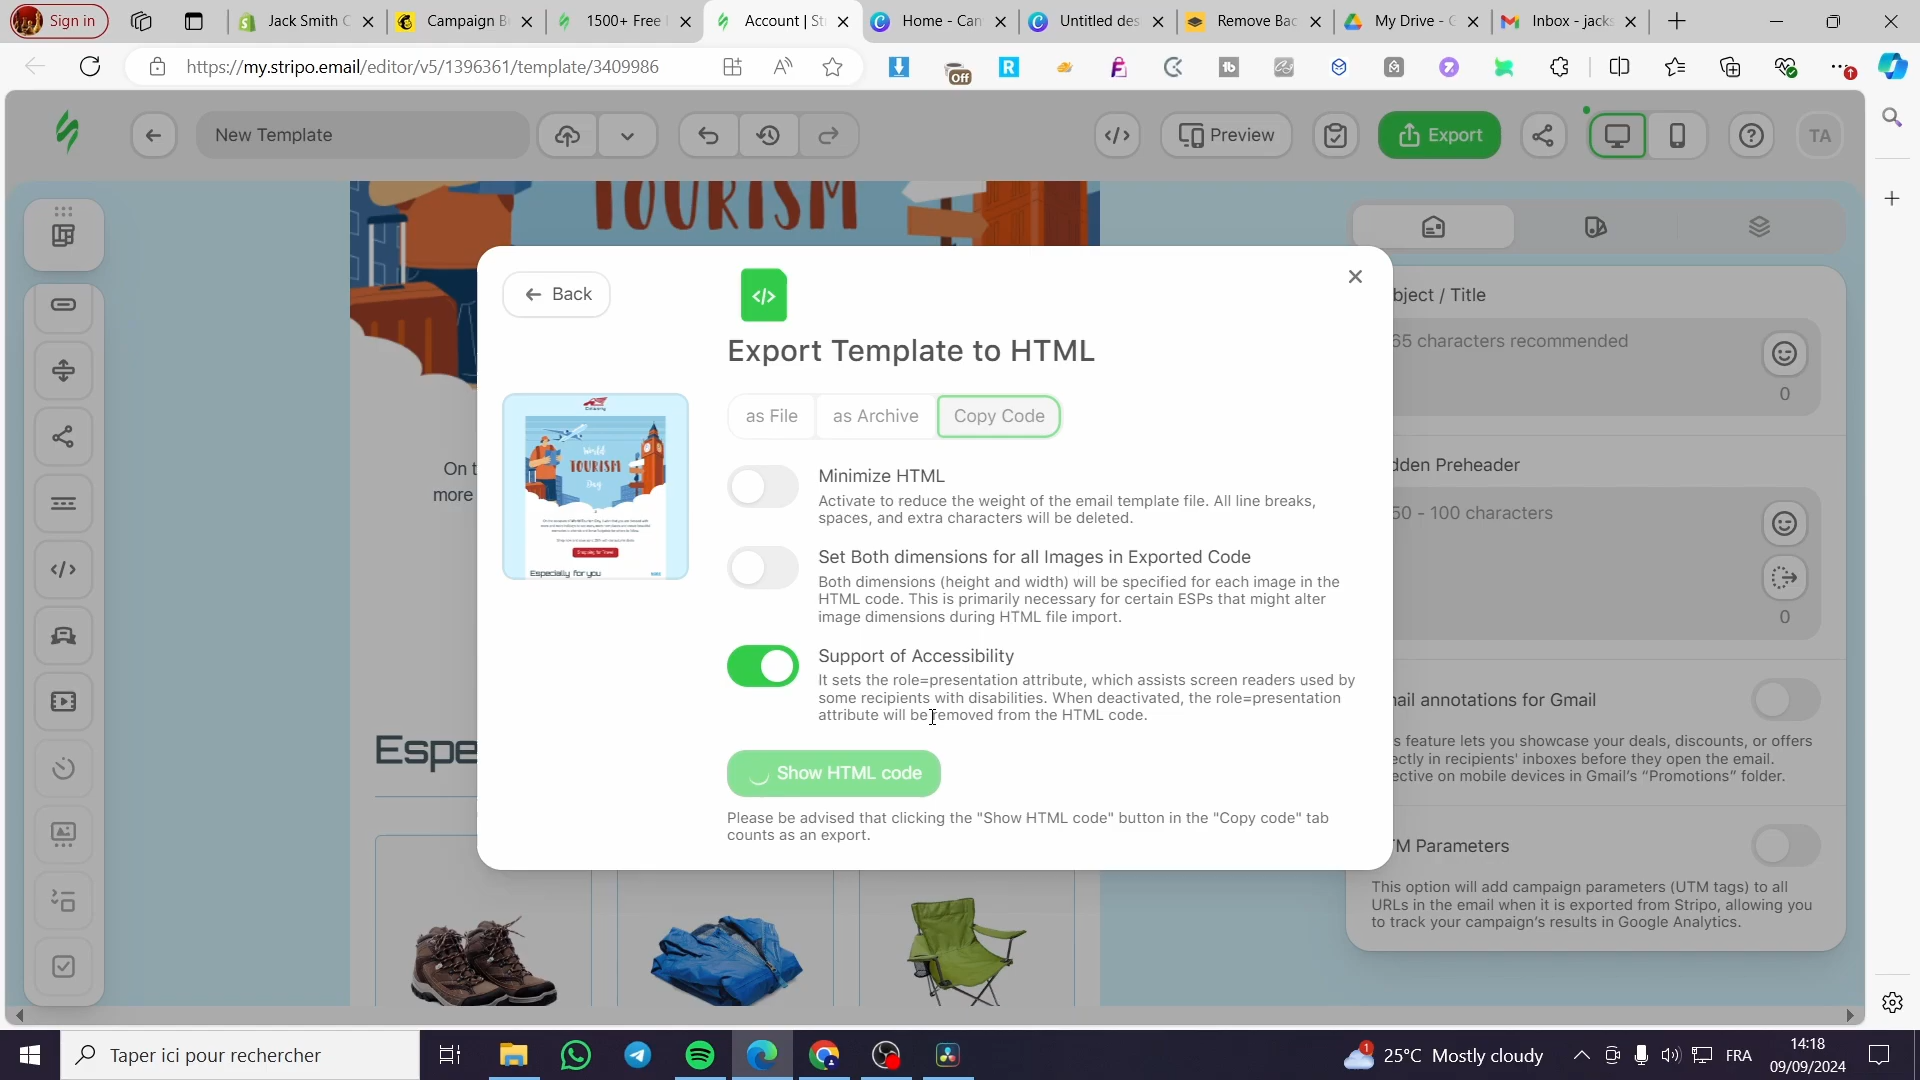 Sign in
Jack Smith C
Campaign B
1500+ Free
Account | St
Home - Can
Untitled des
Remove Bac
My Drive - G
Inbox - jacks
https://my.stripo.email/editor/v5/1396361/template/3409986
Off
New Template
</>
Preview
Export
TA
TOURISM
Back
</>
Export Template to HTML
as File
as Archive
Copy Code
World
TOURISM
Day
Especially for you
Minimize HTML
Activate to reduce the weight of the email template file. All line breaks,
spaces, and extra characters will be deleted.
Set Both dimensions for all Images in Exported Code
Both dimensions (height and width) will be specified for each image in the
HTML code. This is primarily necessary for certain ESPs that might alter
image dimensions during HTML file import.
Support of Accessibility
It sets the role=presentation attribute, which assists screen readers used by
some recipients with disabilities. When deactivated, the role=presentation
attribute will be removed from the HTML code.
Show HTML code
Please be advised that clicking the "Show HTML code" button in the "Copy code" tab
counts as an export.
On t
more
Espe
bject / Title
65 characters recommended
0
dden Preheader
50 - 100 characters
0
nail annotations for Gmail
s feature lets you showcase your deals, discounts, or offers
ectly in recipients' inboxes before they open the email.
ective on mobile devices in Gmail's "Promotions" folder.
TM Parameters
This option will add campaign parameters (UTM tags) to all
URLs in the email when it is exported from Stripo, allowing you
to track your campaign's results in Google Analytics.
Taper ici pour rechercher
1
25°C Mostly cloudy
FRA
14:18
09/09/2024